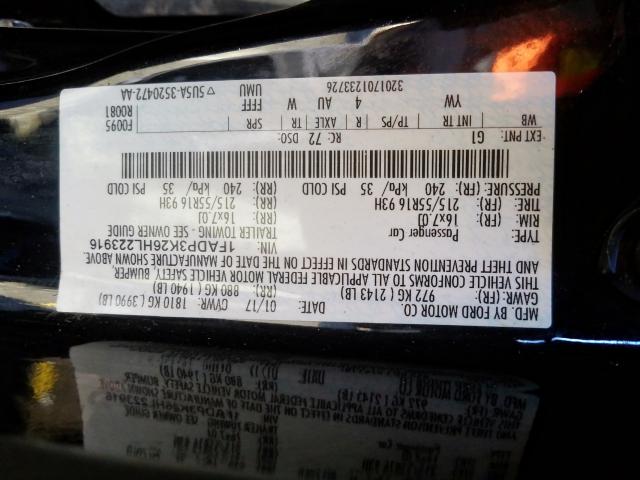 MFD. BY FORD MOTOR CO.
DATE: 01/17 GVWR: 1810 KG (3990 LB)
GAWR: (FR): 972 KG (2143 LB) (RR): 880 KG (1940 LB)
THIS VEHICLE CONFORMS TO ALL APPLICABLE FEDERAL MOTOR VEHICLE SAFETY, BUMPER,
AND THEFT PREVENTION STANDARDS IN EFFECT ON THE DATE OF MANUFACTURE SHOWN ABOVE.
VIN: 1FADP3K26HL223916
TYPE: Passenger Car TRAILER TOWING - SEE OWNER GUIDE
RIM: 16x7.0J 16x7.0J
TIRE: (FR) 215/55R16 93H (RR) 215/55R16 93H
PRESSURE: (FR) 240 kPa/ 35 PSI COLD (RR) 240 kPa/ 35 PSI COLD
EXT PNT: G1 RC: 72 DSO: F0095
WB INT TR TP/PS R AXLE TR SPR R0081
YW 4 AU W FFFF UMU
3201701233726 5U5A-3520472-AA